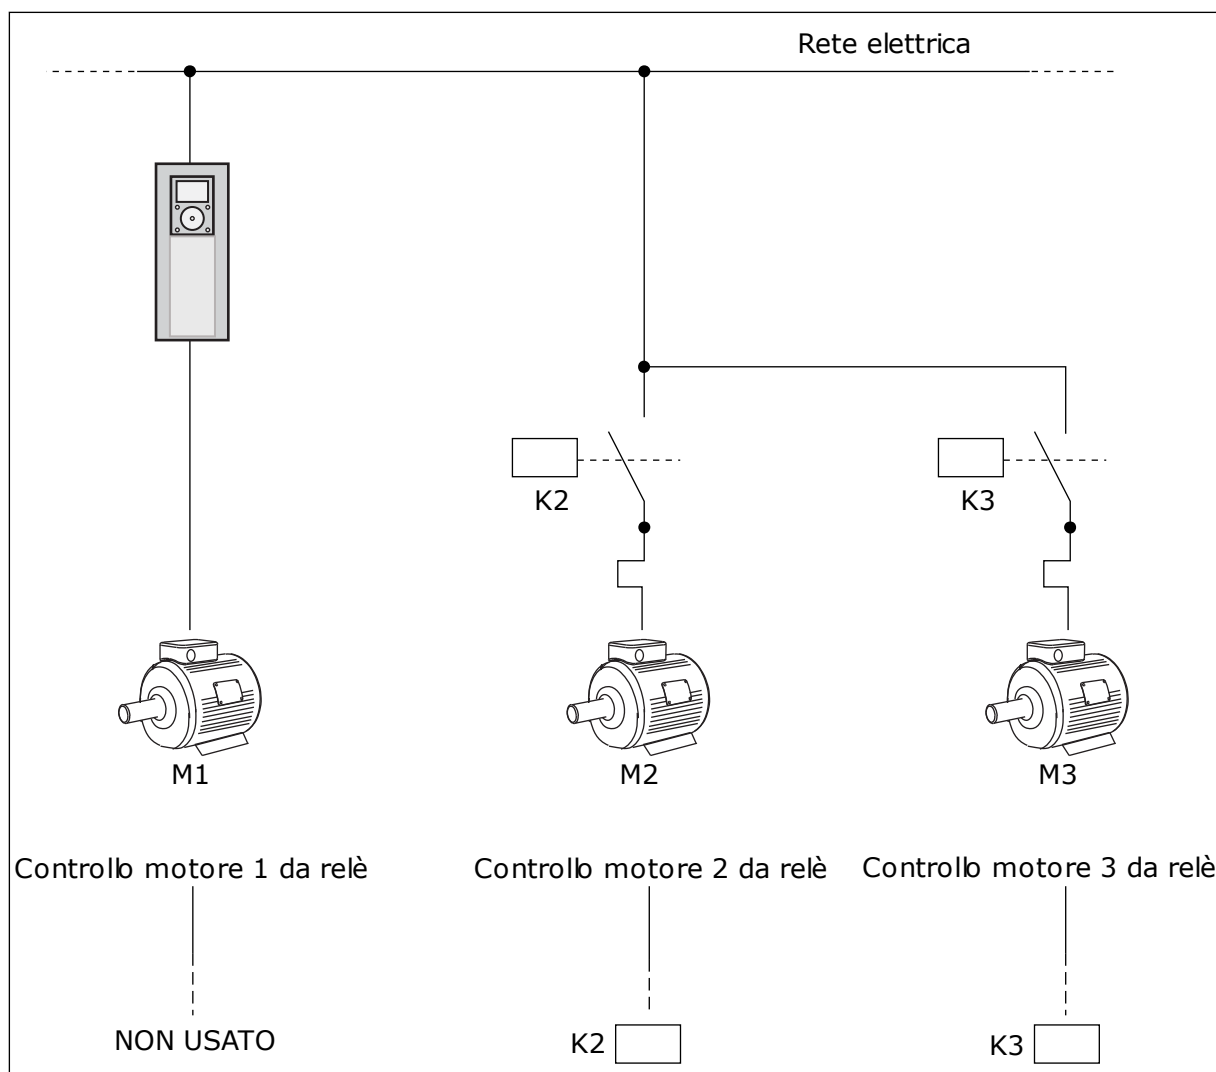 Rete elettrica
K2
K3
M1
M2
M3
Controllo motore 1 da relè
Controllo motore 2 da relè
Controllo motore 3 da relè
NON USATO
K2
K3